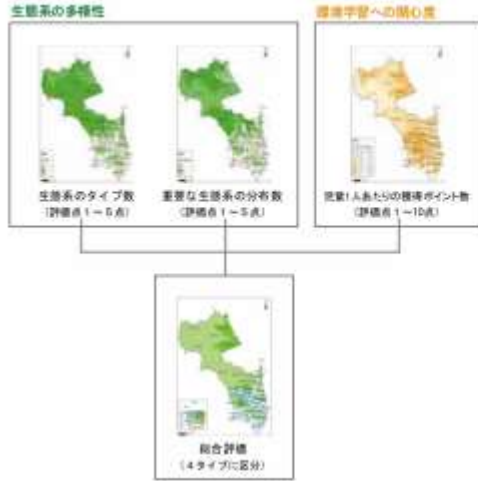 生態系の多様性
環境学習への関心度
生態系のタイプ数
(評価点1~5点)
重要な生態系の分布数
(評価点1~5点)
児童1人あたりの獲得ポイント数
(評価点1~10点)
総合評価
(4タイプに区分)